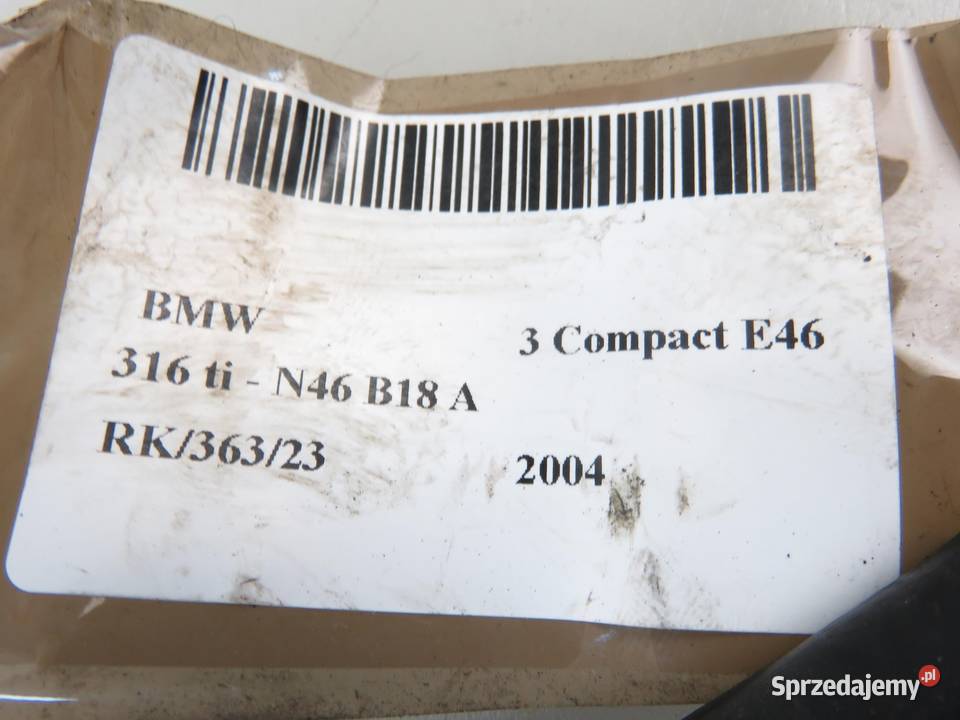 BMW
3 Compact E46
316 ti - N46 B18 A
RK/363/23
2004
Sprzedajemy.pl